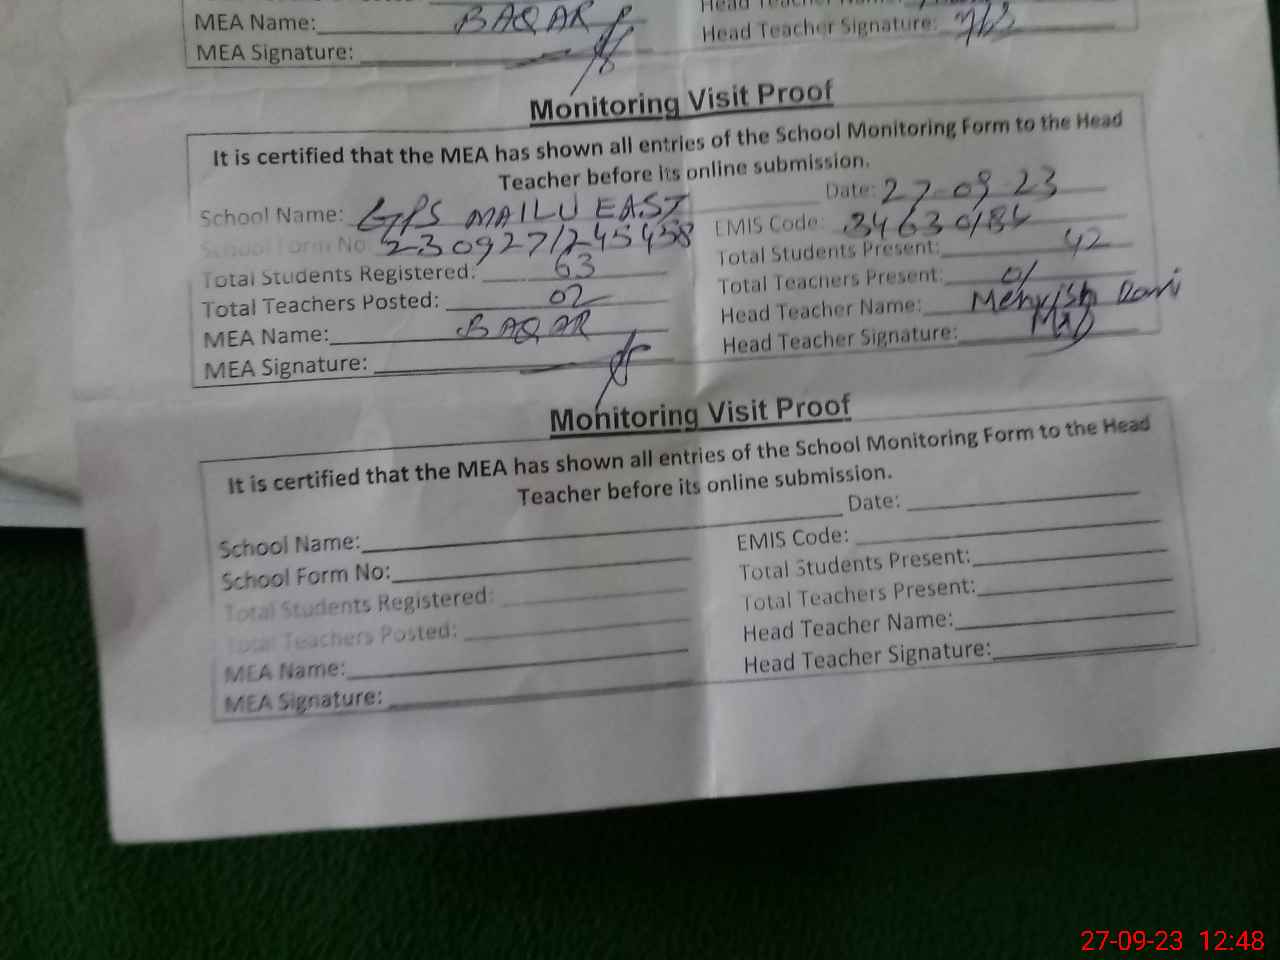 MEA Name: BAQAR
Head Teacher Signature:
MEA Signature:
Monitoring Visit Proof
It is certified that the MEA has shown all entries of the School Monitoring Form to the Head
Teacher before its online submission.
Date: 27-09-23
School Name: GPS MAILU EAST
EMIS Code: 34630186
School Form No: 2309271245458
Total Students Present: 42
Total Students Registered: 63
Total Teachers Present: 01
Total Teachers Posted: 02
Head Teacher Name: Mehvish
MEA Name: BAQAR
Head Teacher Signature:
MEA Signature:
Monitoring Visit Proof
It is certified that the MEA has shown all entries of the School Monitoring Form to the Head
Teacher before its online submission.
Date:
School Name:
EMIS Code:
School Form No:
Total Students Present:
Total Students Registered:
Total Teachers Present:
Total Teachers Posted:
Head Teacher Name:
MEA Name:
Head Teacher Signature:
MEA Signature:
27-09-23 12:48